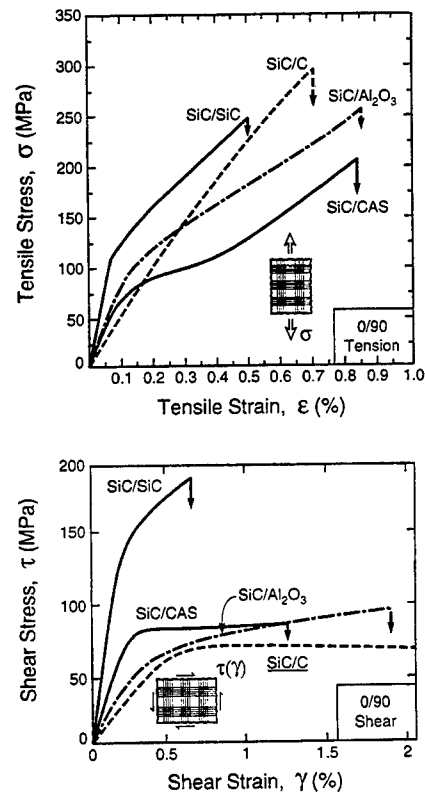 350
300
250
200
150
100
50
0
Tensile Stress, σ (MPa)
SiC/C
SiC/SiC
SiC/Al₂O₃
SiC/CAS
σ
0/90
Tension
0.1 0.2 0.3 0.4 0.5 0.6 0.7 0.8 0.9 1.0
Tensile Strain, ε (%)
200
150
100
50
0
Shear Stress, τ (MPa)
SiC/SiC
SiC/CAS
SiC/Al₂O₃
τ(γ)
SiC/C
0/90
Shear
0 0.5 1 1.5 2
Shear Strain, γ (%)